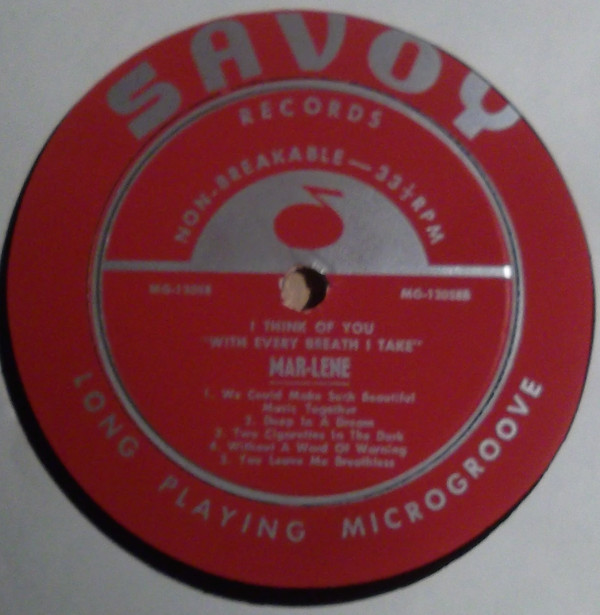 SAVOY
RECORDS
NON-BREAKABLE—33⅓RPM
MG-12058
MG-12058B
I THINK OF YOU
"WITH EVERY BREATH I TAKE"
MAR-LENE
1. We Could Make Such Beautiful
Music Together
2. Deep In A Dream
3. Two Cigarettes In The Dark
4. Without A Word Of Warning
5. You Leave Me Breathless
LONG PLAYING MICROGROOVE